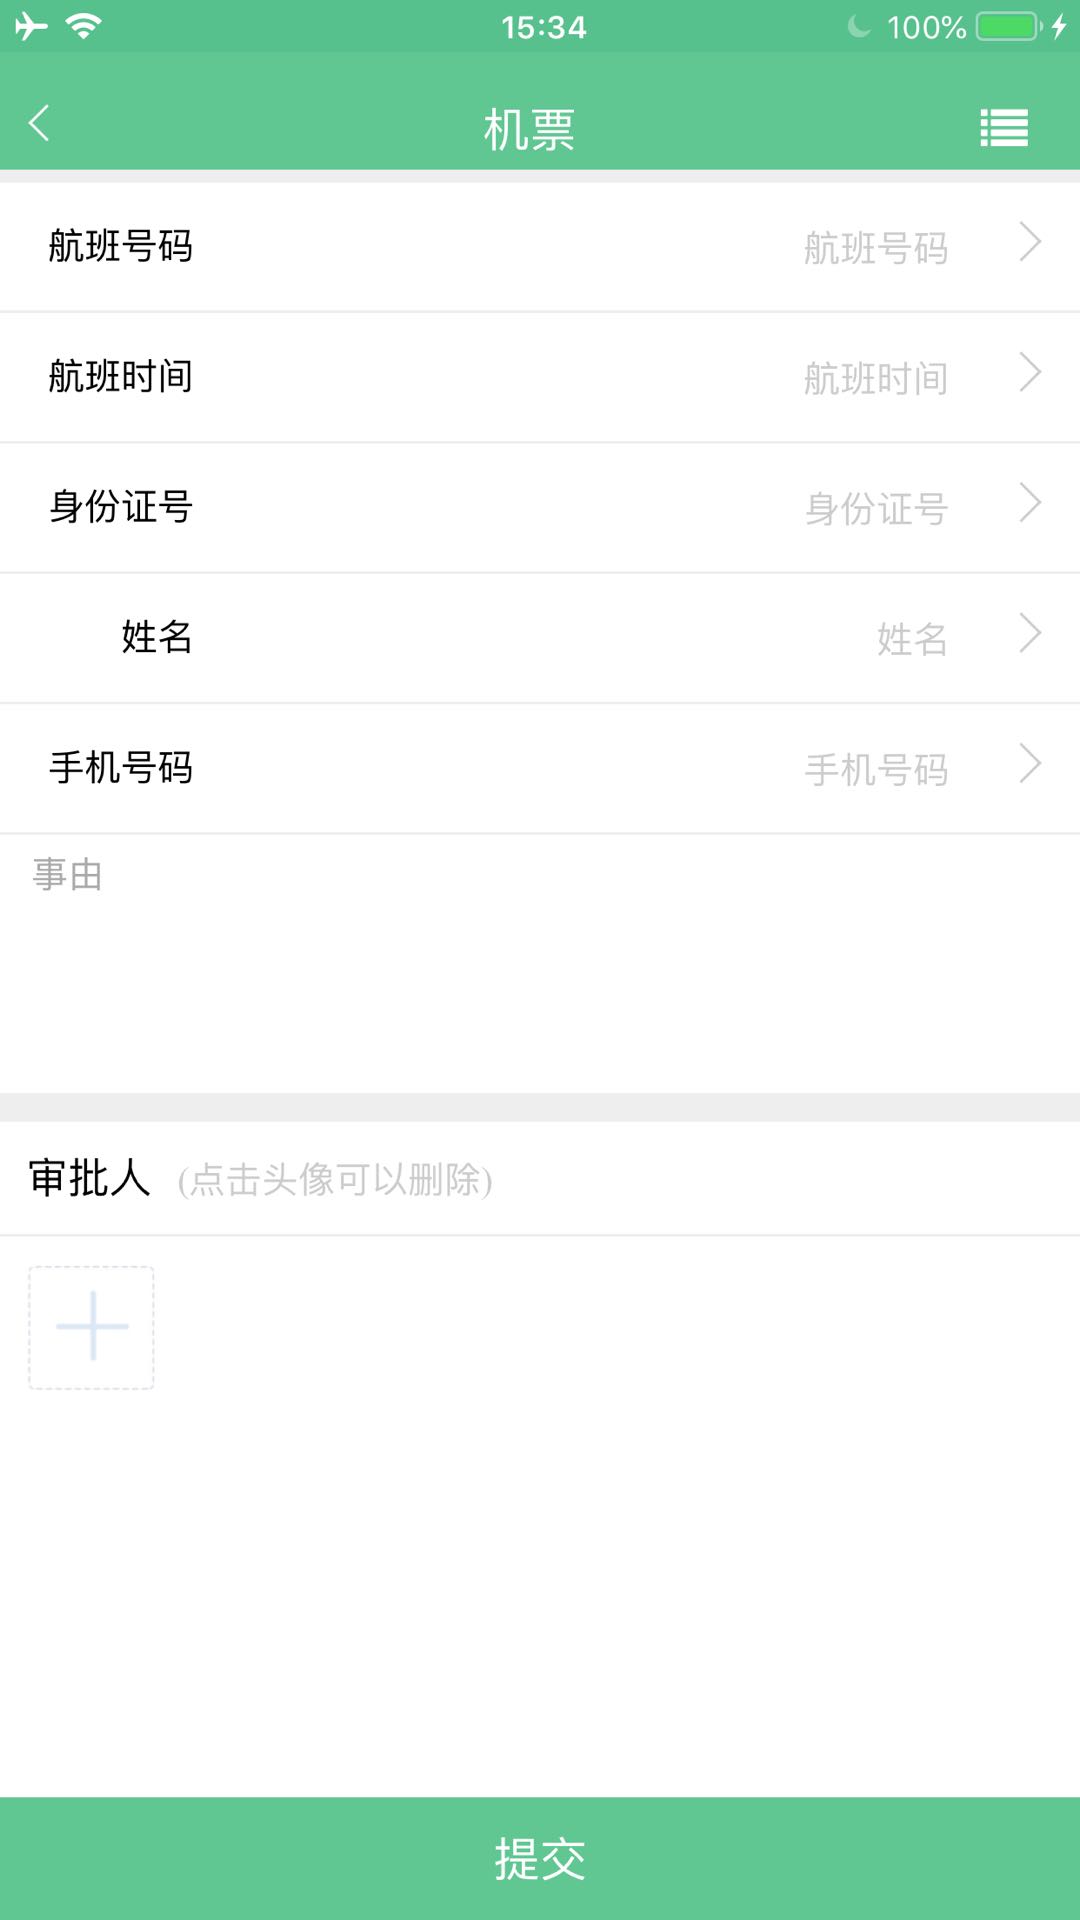 15:34
100%
机票
航班号码 航班号码
航班时间 航班时间
身份证号 身份证号
姓名 姓名
手机号码 手机号码
事由
审批人 (点击头像可以删除)
提交